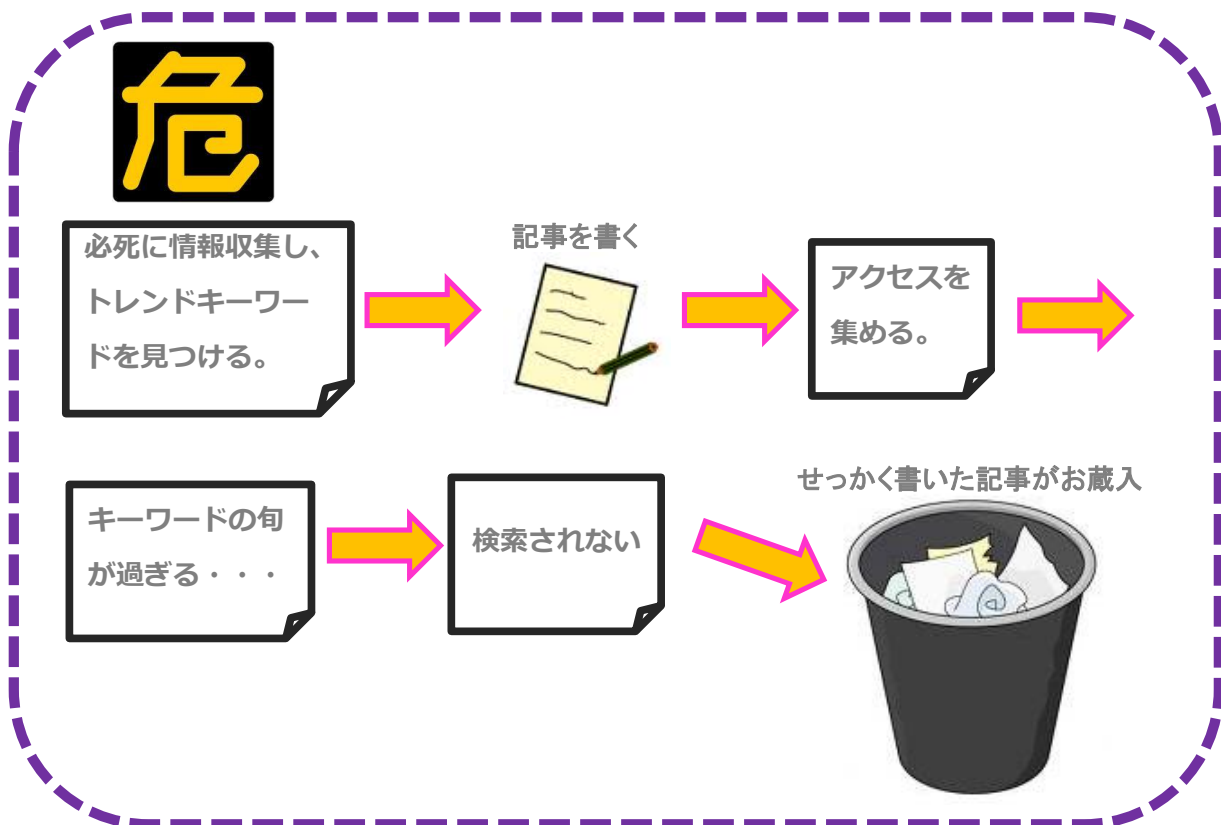 危
必死に情報収集し、
トレンドキーワー
ドを見つける。
記事を書く
アクセスを
集める。
キーワードの旬
が過ぎる・・・
検索されない
せっかく書いた記事がお蔵入